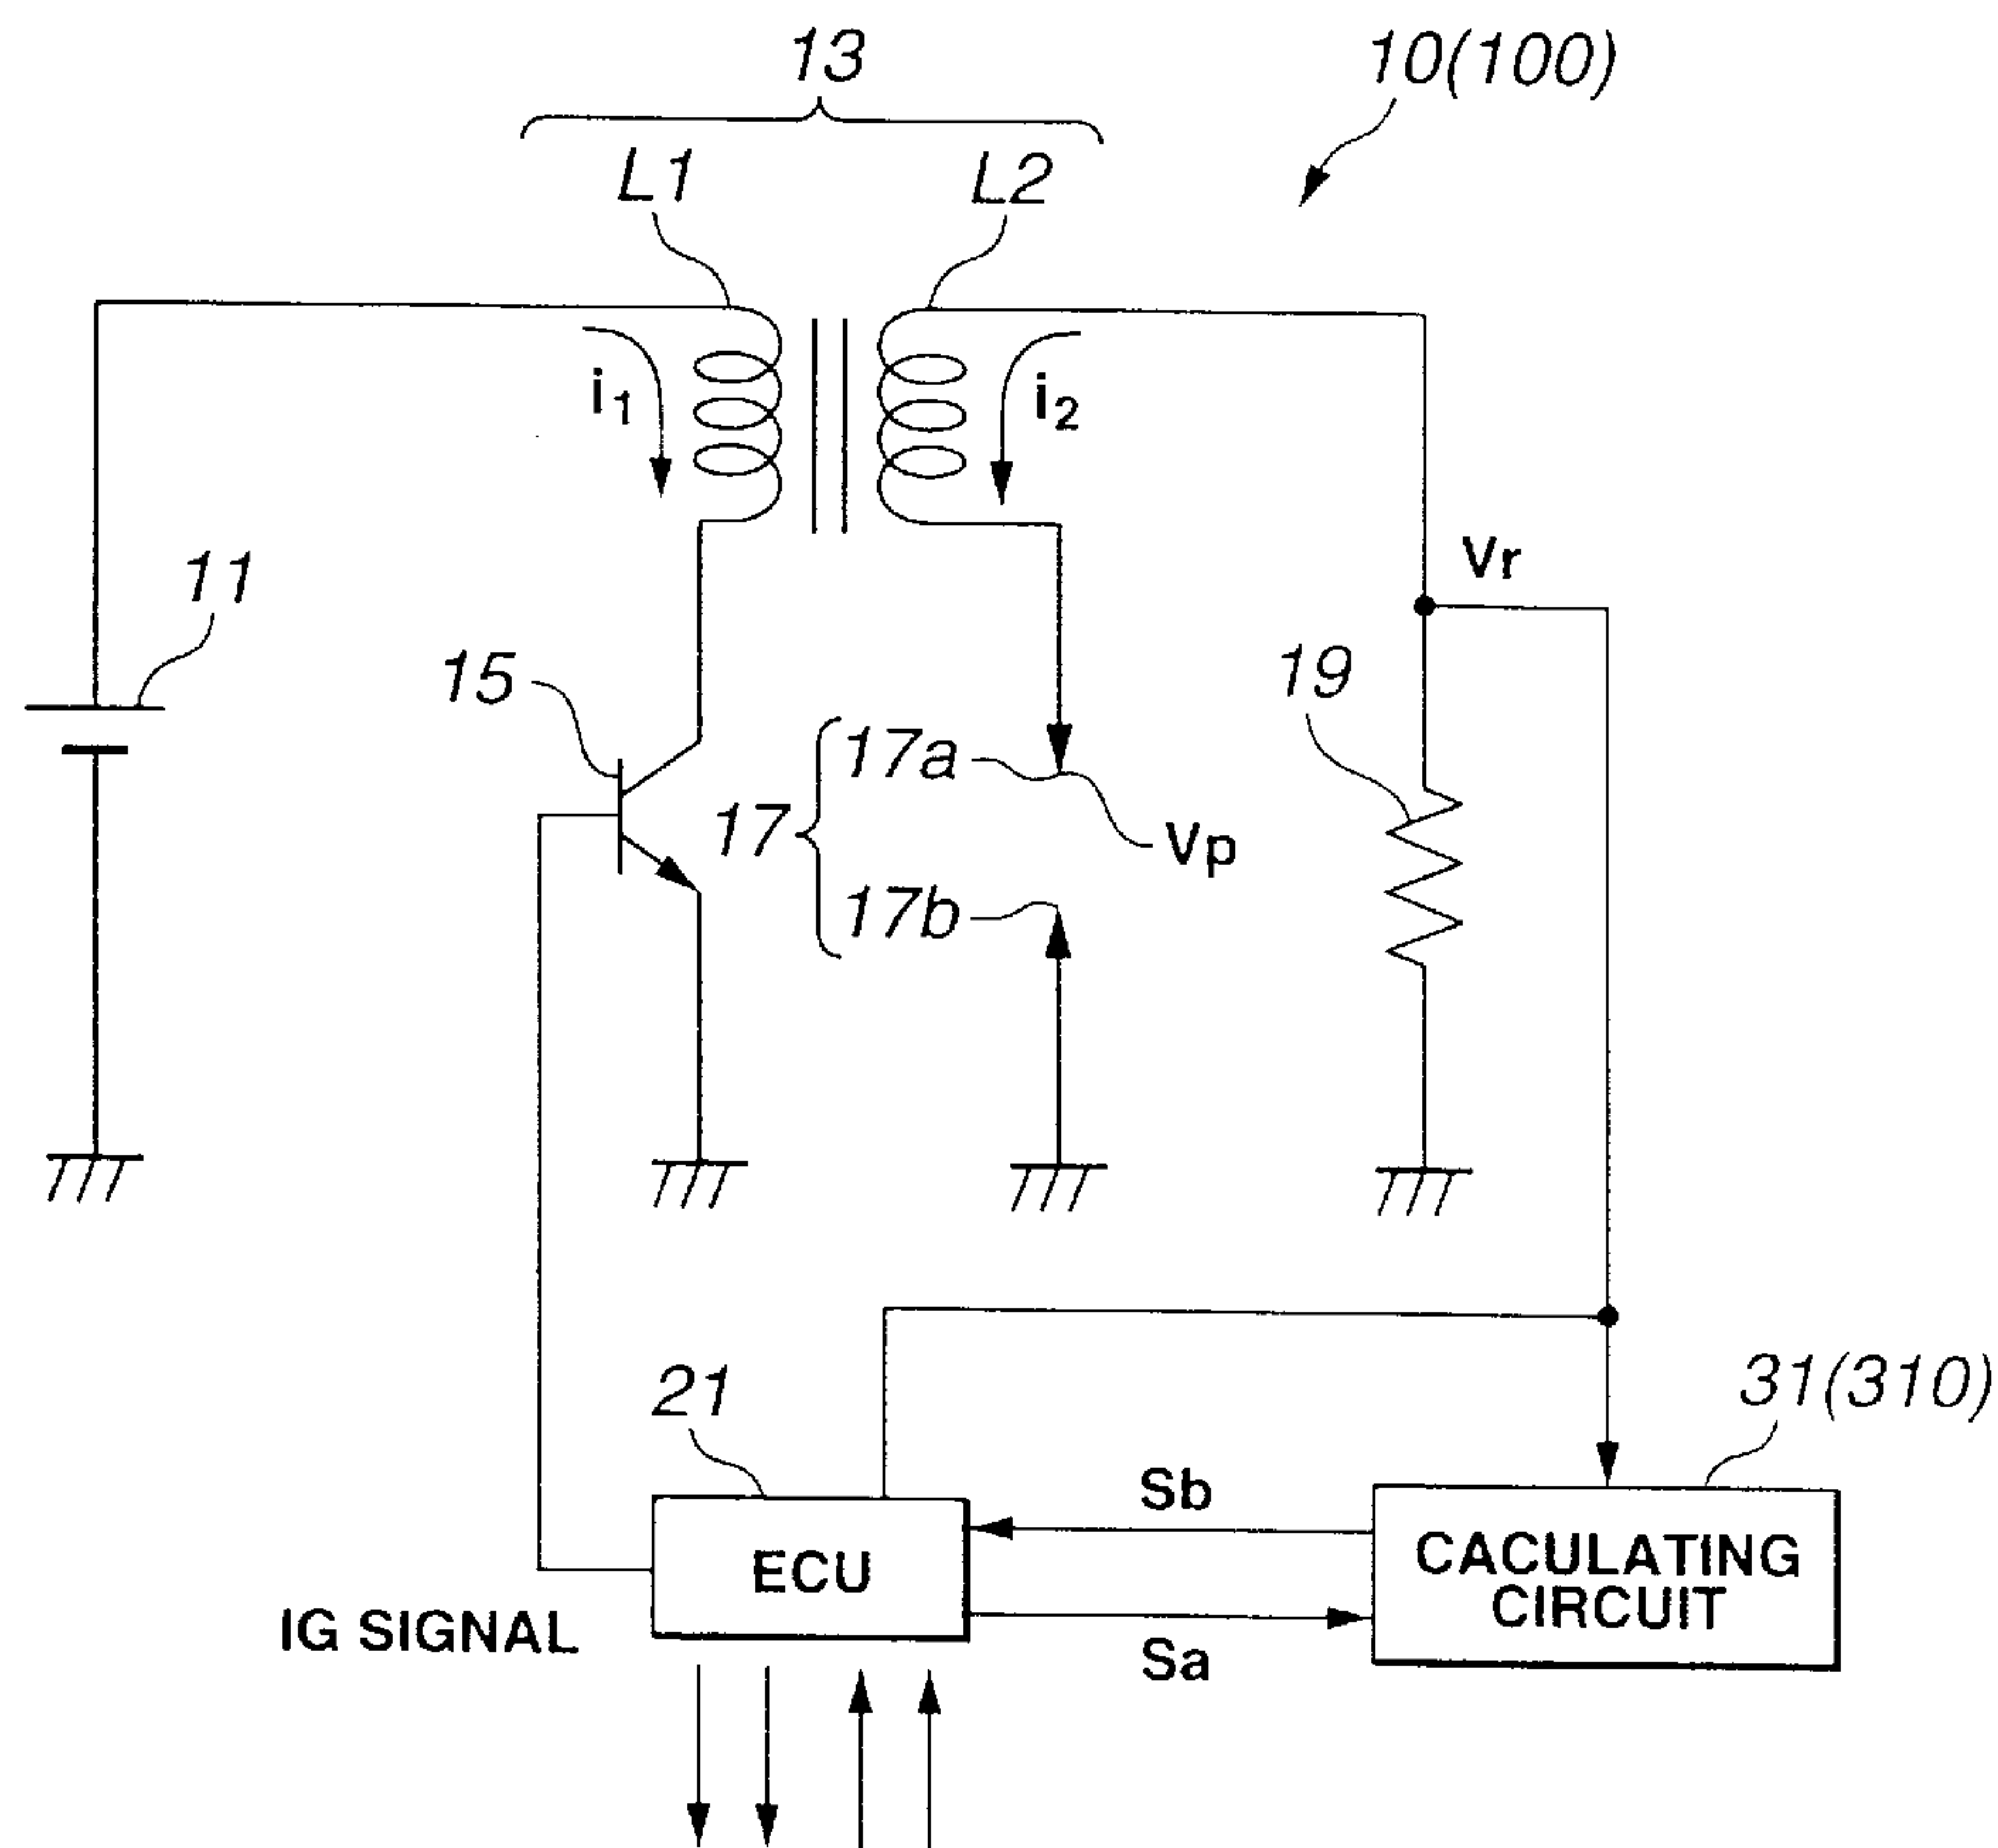 13
10(100)
L1
L2
i1
i2
11
Vr
15
19
17a
17
Vp
17b
21
31(310)
Sb
ECU
CACULATING
CIRCUIT
IG SIGNAL
Sa